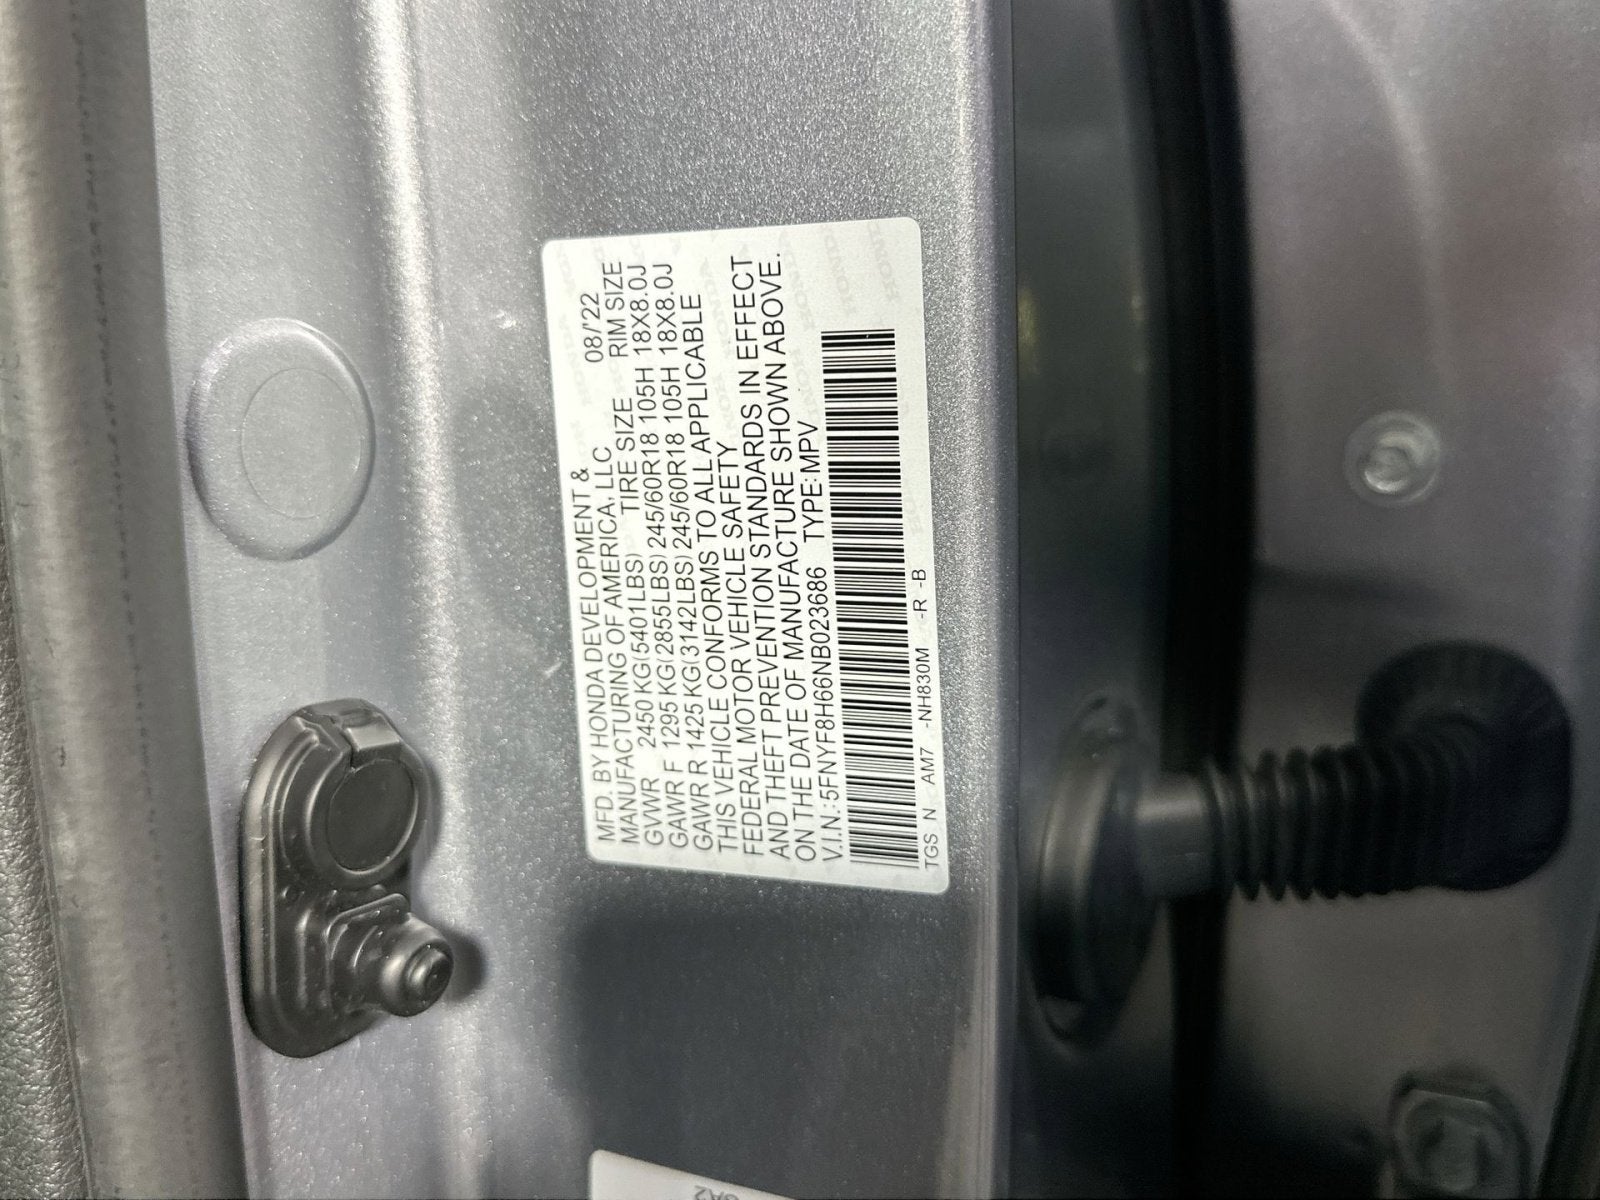 MFD. BY HONDA DEVELOPMENT &
MANUFACTURING OF AMERICA, LLC 08/'22
GVWR 2450 KG(5401LBS) TIRE SIZE RIM SIZE
GAWR F 1295 KG(2855LBS) 245/60R18 105H 18X8.0J
GAWR R 1425 KG(3142LBS) 245/60R18 105H 18X8.0J
THIS VEHICLE CONFORMS TO ALL APPLICABLE
FEDERAL MOTOR VEHICLE SAFETY
AND THEFT PREVENTION STANDARDS IN EFFECT
ON THE DATE OF MANUFACTURE SHOWN ABOVE.
V.I.N.:5FNYF8H66NB023686 TYPE:MPV
TGS N AM7 -NH830M -R -B